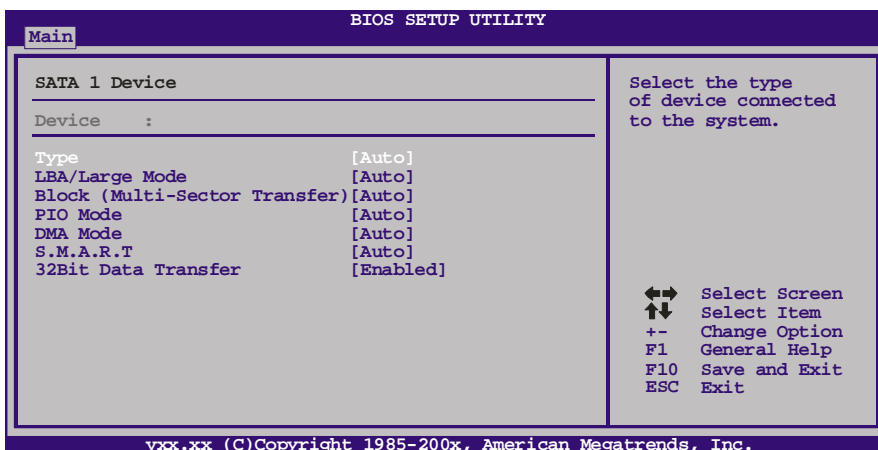 BIOS SETUP UTILITY
Main
SATA 1 Device
Device :
Type [Auto]
LBA/Large Mode [Auto]
Block (Multi-Sector Transfer)[Auto]
PIO Mode [Auto]
DMA Mode [Auto]
S.M.A.R.T [Auto]
32Bit Data Transfer [Enabled]
Select the type
of device connected
to the system.
Select Screen
Select Item
+- Change Option
F1 General Help
F10 Save and Exit
ESC Exit
vxx.xx (C)Copyright 1985-200x, American Megatrends, Inc.